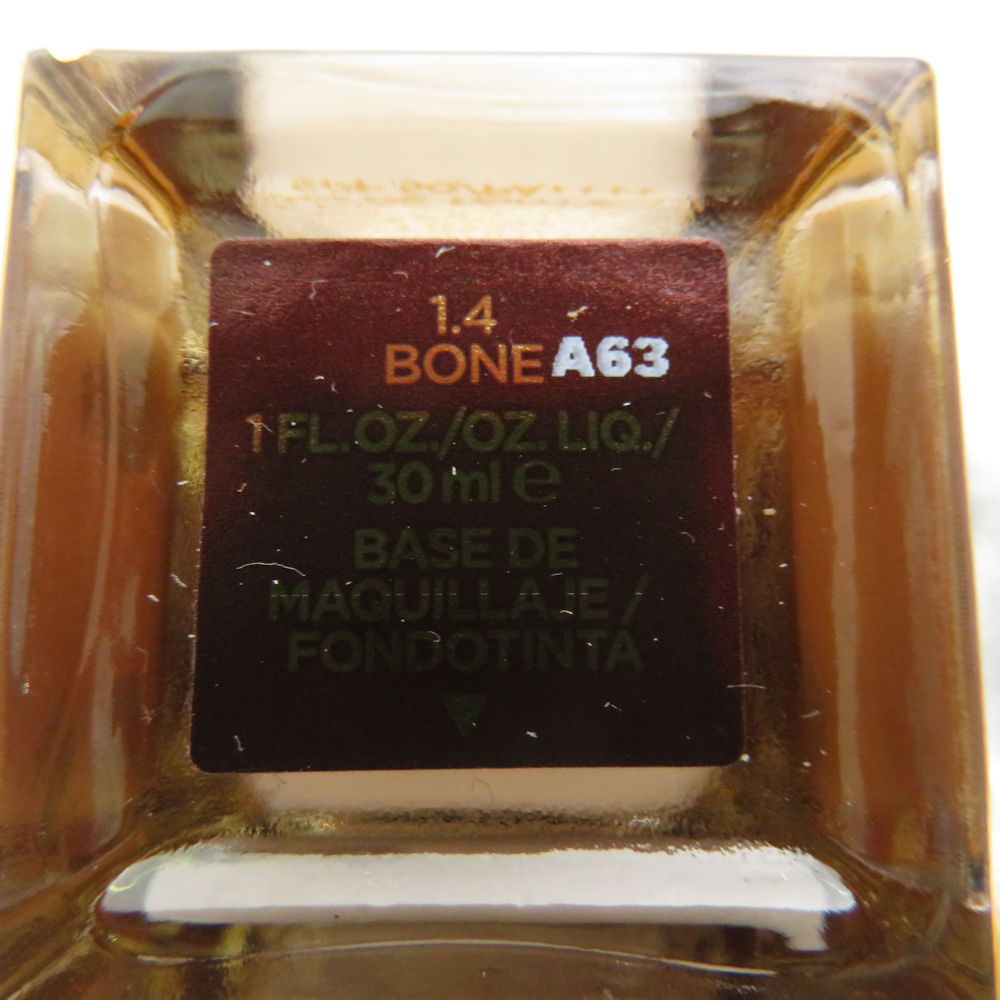 1.4
BONE A63
1 FL.OZ./OZ.LIQ./
30 ml ℮
BASE DE
MAQUILLAJE /
FONDOTINTA